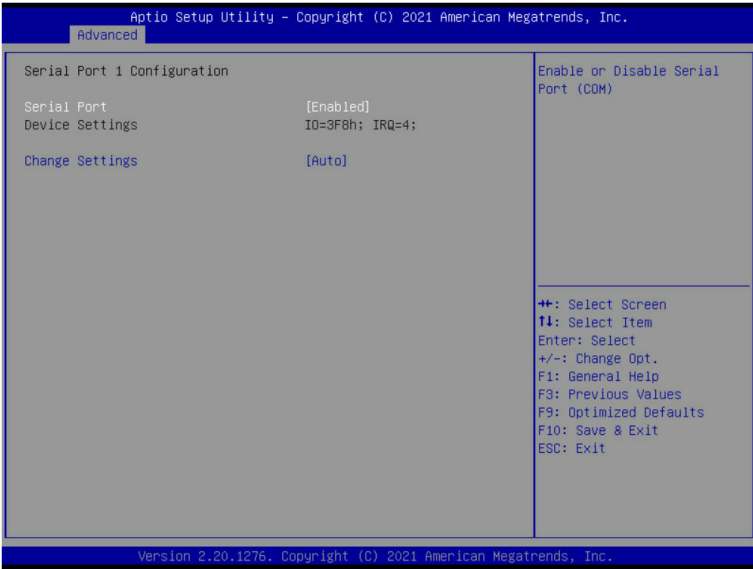 Aptio Setup Utility – Copyright (C) 2021 American Megatrends, Inc.
Advanced
Serial Port 1 Configuration
Serial Port [Enabled]
Device Settings IO=3F8h; IRQ=4;
Change Settings [Auto]
Enable or Disable Serial
Port (COM)
→←: Select Screen
↑↓: Select Item
Enter: Select
+/-: Change Opt.
F1: General Help
F3: Previous Values
F9: Optimized Defaults
F10: Save & Exit
ESC: Exit
Version 2.20.1276. Copyright (C) 2021 American Megatrends, Inc.